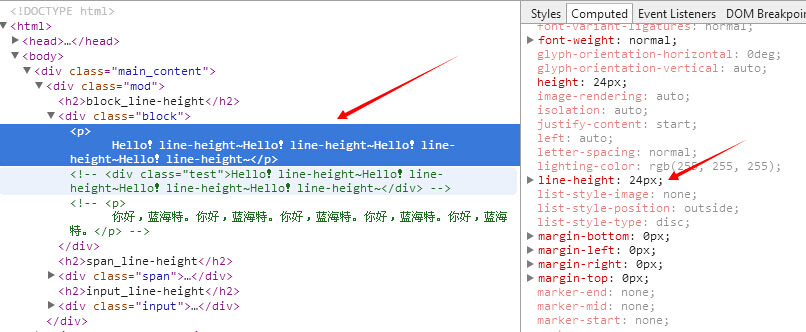 <!DOCTYPE html>
<html>
<head>…</head>
<body>
<div class="main_content">
<div class="mod">
<h2>block_line-height</h2>
<div class="block">
<p>
Hello! line-height~Hello! line-height~Hello! line-
height~Hello! line-height~</p>
<!-- <div class="test">Hello! line-height~Hello! line-
height~Hello! line-height~Hello! line-height~</div> -->
<!-- <p>
你好，蓝海特。你好，蓝海特。你好，蓝海特。你好，蓝海特。你好，蓝海
特。</p> -->
</div>
<h2>span_line-height</h2>
<div class="span">…</div>
<h2>input_line-height</h2>
<div class="input">…</div>
</div>
Styles Computed Event Listeners DOM Breakpoin
font-variant-ligatures: normal;
font-weight: normal;
glyph-orientation-horizontal: 0deg;
glyph-orientation-vertical: auto;
height: 24px;
image-rendering: auto;
isolation: auto;
justify-content: start;
left: auto;
letter-spacing: normal;
lighting-color: rgb(255, 255, 255);
line-height: 24px;
list-style-image: none;
list-style-position: outside;
list-style-type: disc;
margin-bottom: 0px;
margin-left: 0px;
margin-right: 0px;
margin-top: 0px;
marker-end: none;
marker-mid: none;
marker-start: none;